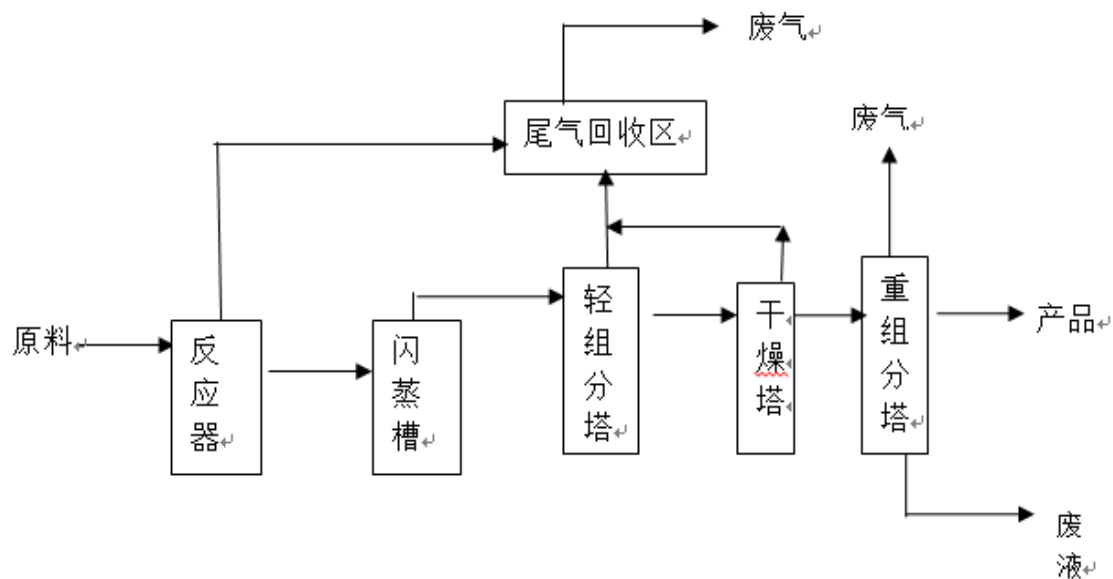 废气
尾气回收区
废气
原料
反
应
器
闪
蒸
槽
轻
组
分
塔
干
燥
塔
重
组
分
塔
产品
废
液